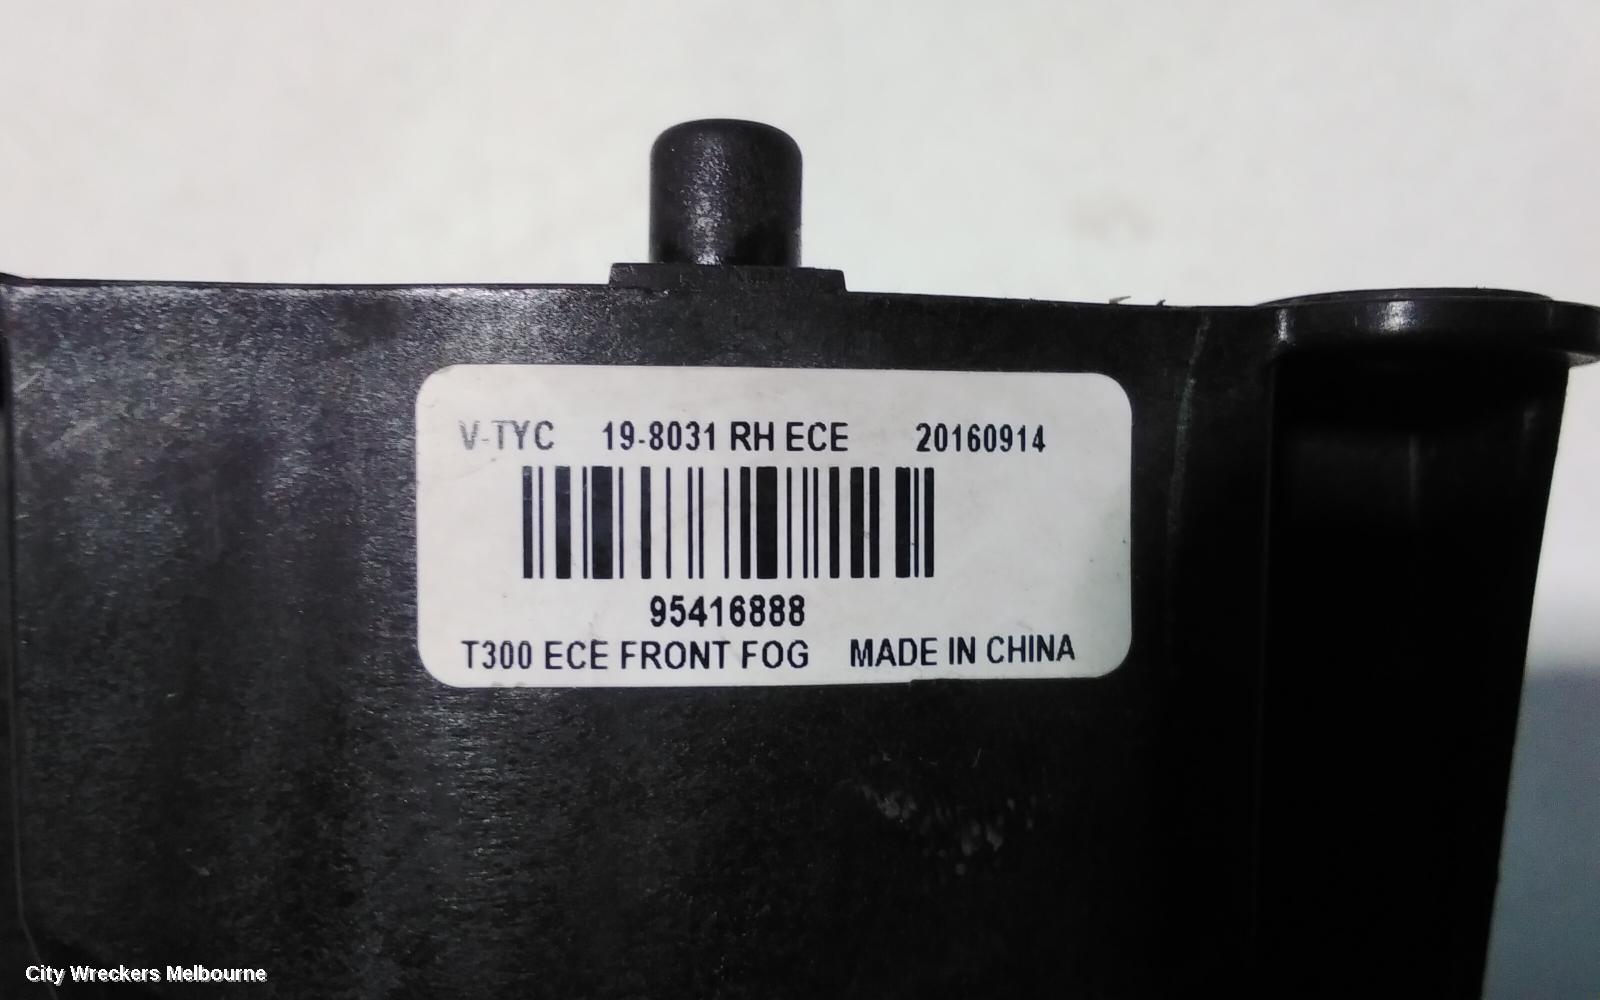 V-TYC 19-8031 RH ECE 20160914
95416888
T300 ECE FRONT FOG MADE IN CHINA
City Wreckers Melbourne